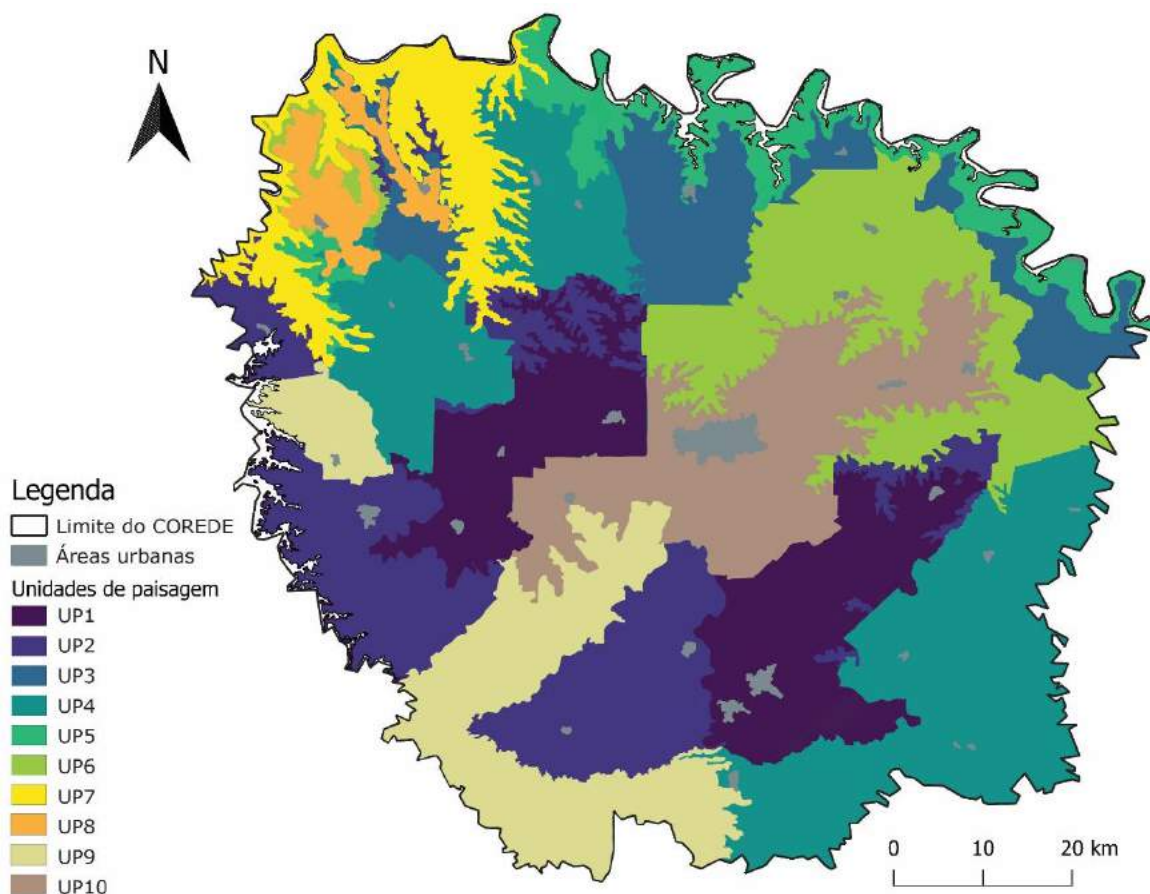 N
Legenda
Limite do COREDE
Áreas urbanas
Unidades de paisagem
UP1
UP2
UP3
UP4
UP5
UP6
UP7
UP8
UP9
UP10
0 10 20 km